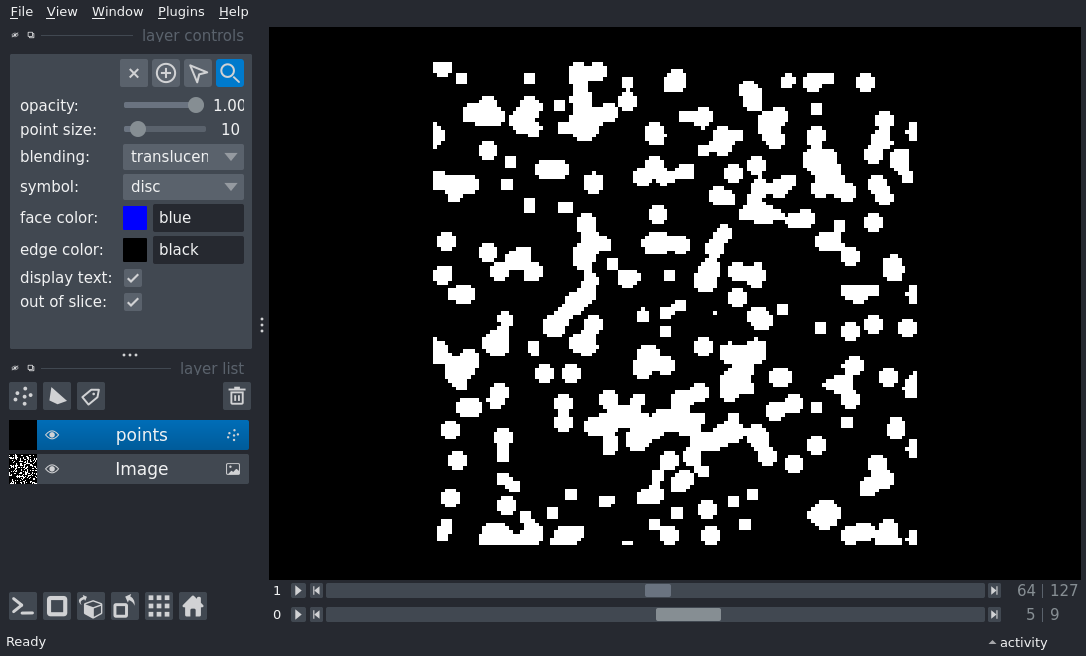 File View Window Plugins Help
layer controls
opacity: 1.00
point size: 10
blending: translucen
symbol: disc
face color: blue
edge color: black
display text:
out of slice:
layer list
points
Image
1 64 127
0 5 9
Ready activity